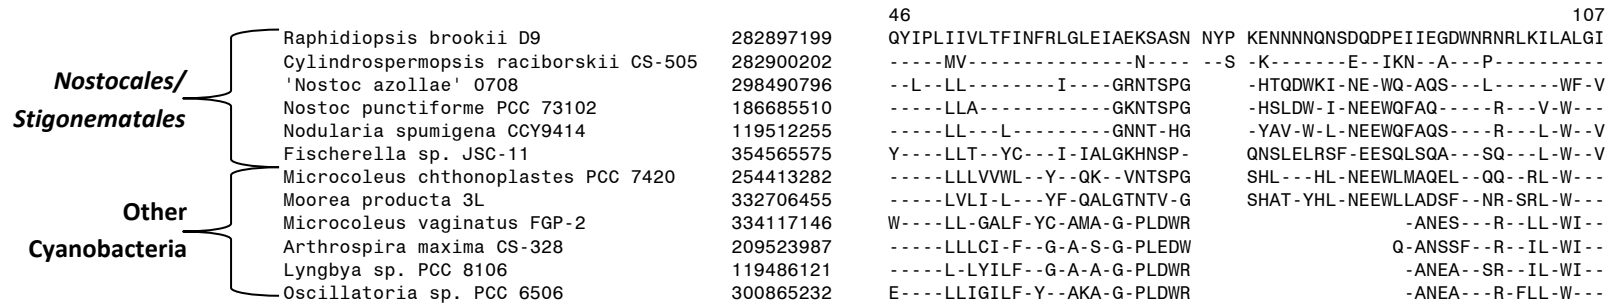 46 107
Raphidiopsis brookii D9 282897199 QYIPLIIVLTFINFRLGLEIAEKSASN NYP KENNNNQNSDQDPEIIEGDWNRNRLKILALGI
Cylindrospermopsis raciborskii CS-505 282900202 -----MV---------------N---- --S -K-------E--IKN--A---P----------
'Nostoc azollae' 0708 298490796 --L--LL-------I----GRNTSPG -HTQDWKI-NE-WQ-AQS---L------WF-V
Nostoc punctiforme PCC 73102 186685510 -----LLA------------GKNTSPG -HSLDW-I-NEEWQFAQ-----R---V-W---
Nodularia spumigena CCY9414 119512255 -----LL---L---------GNNT-HG -YAV-W-L-NEEWQFAQS----R---L-W--V
Fischerella sp. JSC-11 354565575 Y----LLT--YC---I-IALGKHNSP- QNSLELRSF-EESQLSQA---SQ---L-W--V
Microcoleus chthonoplastes PCC 7420 254413282 -----LLLVVWL--Y--QK--VNTSPG SHL---HL-NEEWLMAQEL--QQ--RL-W---
Moorea producta 3L 332706455 -----LVLI-L---YF-QALGTNTV-G SHAT-YHL-NEEWLLADSF--NR-SRL-W---
Microcoleus vaginatus FGP-2 334117146 W----LL-GALF-YC-AMA-G-PLDWR -ANES---R--LL-WI--
Arthrospira maxima CS-328 209523987 -----LLLCI-F--G-A-S-G-PLEDW Q-ANSSF--R--IL-WI--
Lyngbya sp. PCC 8106 119486121 -----L-LYILF--G-A-A-G-PLDWR -ANEA--SR--IL-WI--
Oscillatoria sp. PCC 6506 300865232 E----LLIGILF-Y--AKA-G-PLDWR -ANEA---R-FLL-W---
Nostocales/
Stigonematales
Other
Cyanobacteria